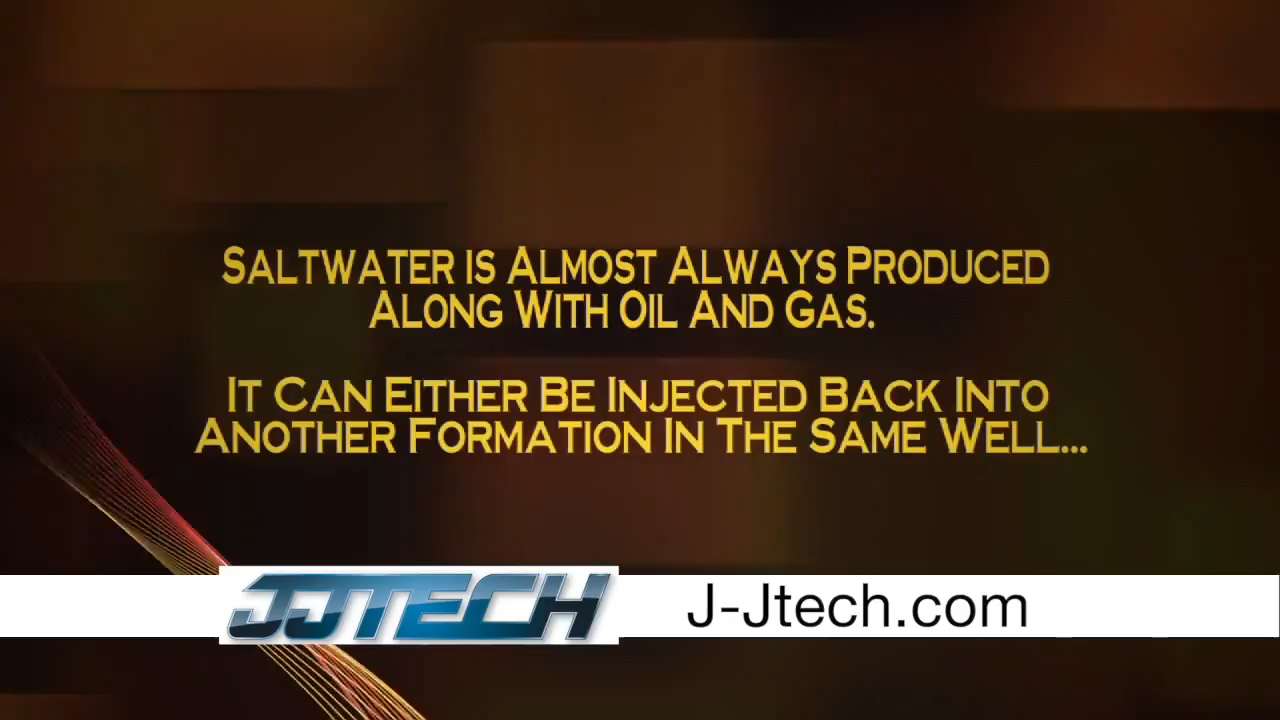 SALTWATER IS ALMOST ALWAYS PRODUCED
ALONG WITH OIL AND GAS.
IT CAN EITHER BE INJECTED BACK INTO
ANOTHER FORMATION IN THE SAME WELL...
JJTECH
J-Jtech.com